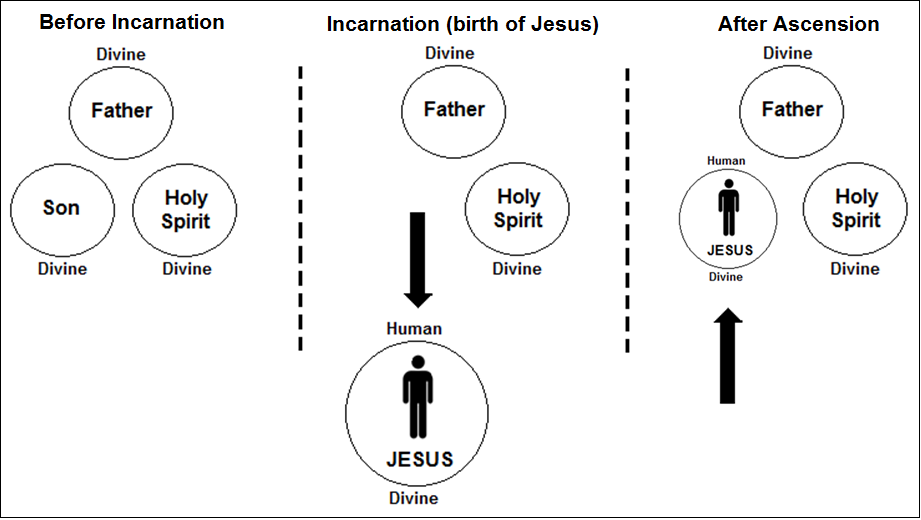 Before Incarnation
Divine
Father
Son
Divine
Holy
Spirit
Divine
Incarnation (birth of Jesus)
Divine
Father
Holy
Spirit
Divine
Human
JESUS
Divine
After Ascension
Divine
Father
Human
JESUS
Divine
Holy
Spirit
Divine